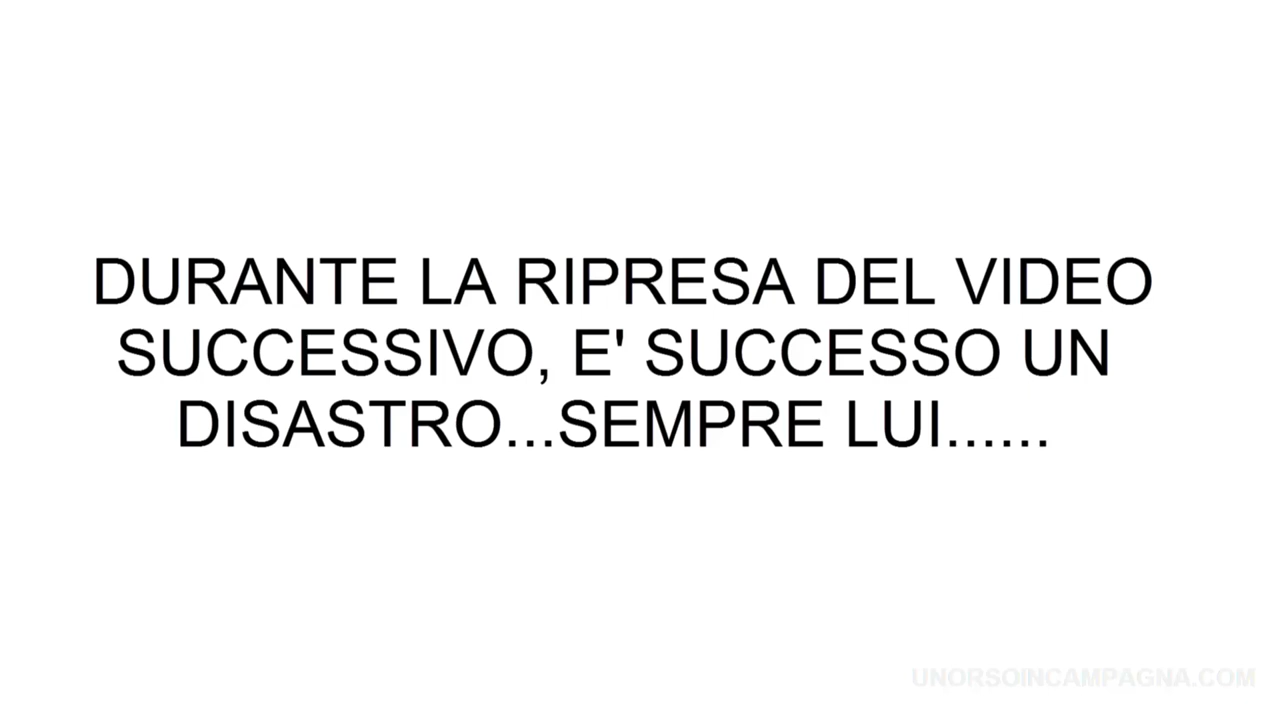 DURANTE LA RIPRESA DEL VIDEO
SUCCESSIVO, E' SUCCESSO UN
DISASTRO...SEMPRE LUI......
UNORSOINCAMPAGNA.COM